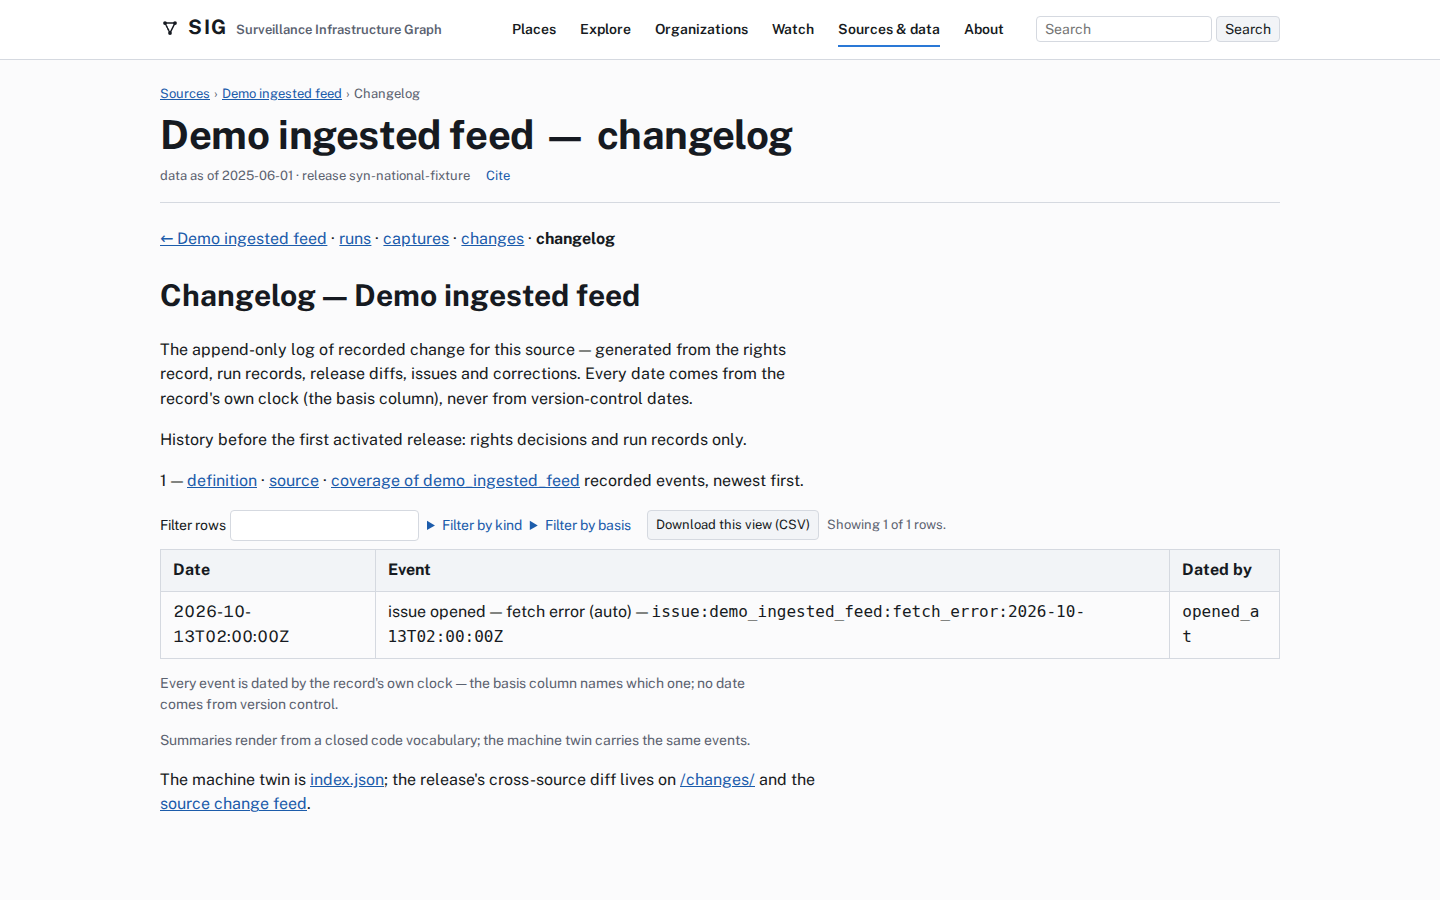 SIG Surveillance Infrastructure Graph Places Explore Organizations Watch Sources & data About Search Search
Sources › Demo ingested feed › Changelog
Demo ingested feed — changelog
data as of 2025-06-01 · release syn-national-fixture Cite
← Demo ingested feed · runs · captures · changes · changelog
Changelog — Demo ingested feed
The append-only log of recorded change for this source — generated from the rights
record, run records, release diffs, issues and corrections. Every date comes from the
record's own clock (the basis column), never from version-control dates.
History before the first activated release: rights decisions and run records only.
1 — definition · source · coverage of demo_ingested_feed recorded events, newest first.
Filter rows ▶ Filter by kind ▶ Filter by basis Download this view (CSV) Showing 1 of 1 rows.
Date Event Dated by
2026-10-
13T02:00:00Z
issue opened — fetch error (auto) — issue:demo_ingested_feed:fetch_error:2026-10-
13T02:00:00Z
opened_a
t
Every event is dated by the record's own clock — the basis column names which one; no date
comes from version control.
Summaries render from a closed code vocabulary; the machine twin carries the same events.
The machine twin is index.json; the release's cross-source diff lives on /changes/ and the
source change feed.